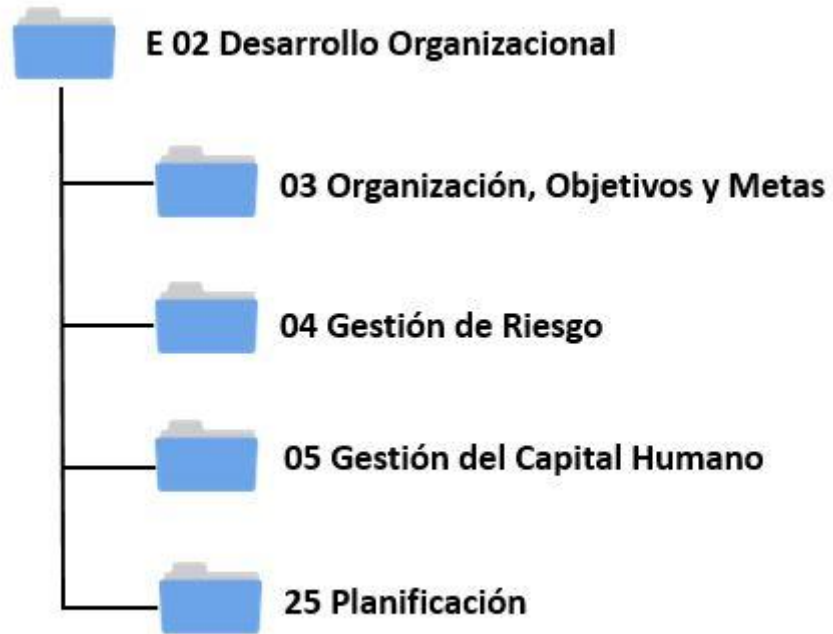 E 02 Desarrollo Organizacional
03 Organización, Objetivos y Metas
04 Gestión de Riesgo
05 Gestión del Capital Humano
25 Planificación